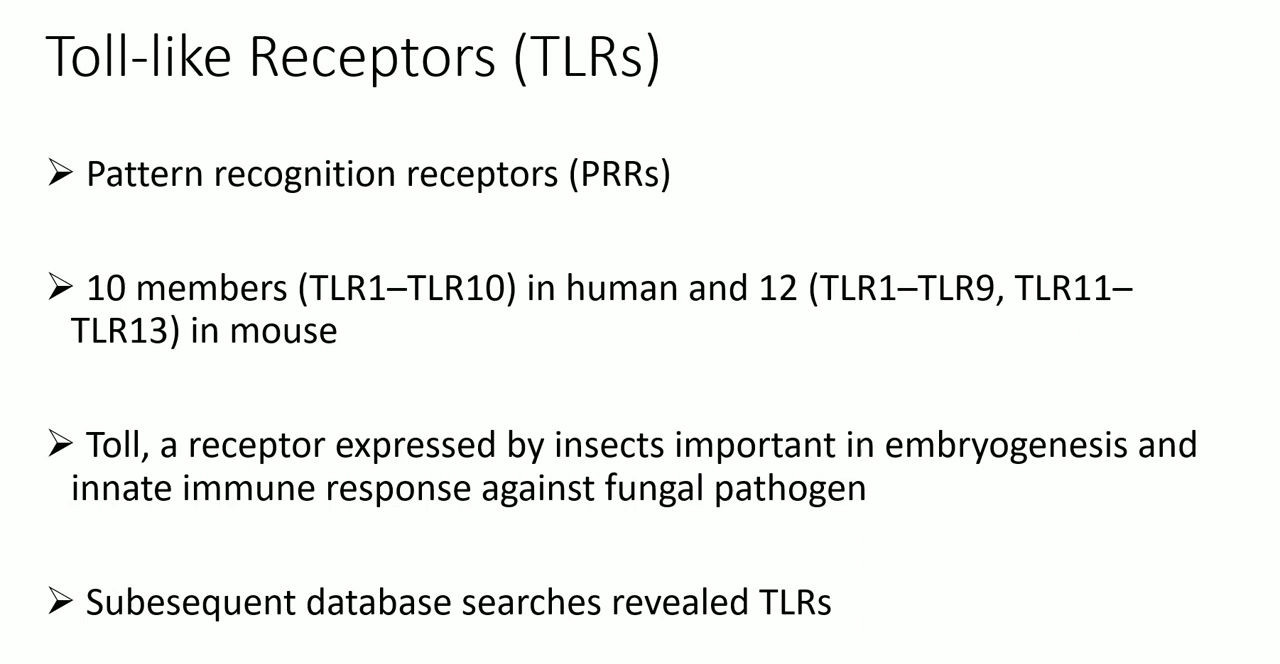 Toll-like Receptors (TLRs)
➢ Pattern recognition receptors (PRRs)
➢ 10 members (TLR1–TLR10) in human and 12 (TLR1–TLR9, TLR11–
TLR13) in mouse
➢ Toll, a receptor expressed by insects important in embryogenesis and
innate immune response against fungal pathogen
➢ Subesequent database searches revealed TLRs